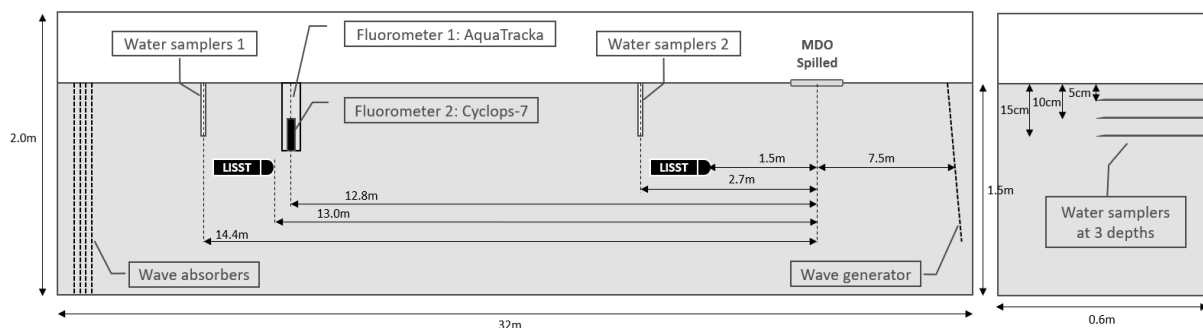 Water samplers 1
Fluorometer 1: AquaTracka
Water samplers 2
MDO
Spilled
Fluorometer 2: Cyclops-7
5cm
10cm
15cm
2.0m
LISST
LISST
1.5m
7.5m
2.7m
12.8m
13.0m
14.4m
1.5m
Water samplers
at 3 depths
Wave absorbers
Wave generator
32m
0.6m